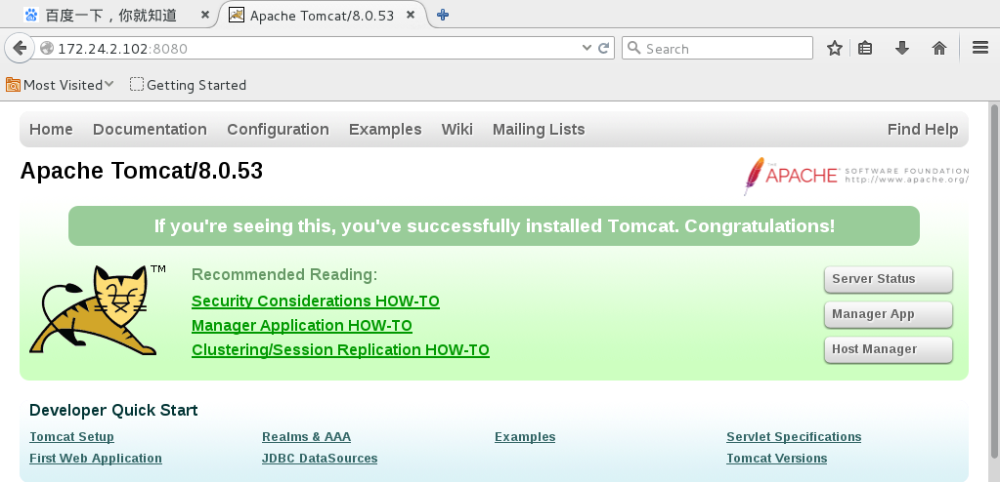 百度一下，你就知道 Apache Tomcat/8.0.53
172.24.2.102:8080 Search
Most Visited Getting Started
Home Documentation Configuration Examples Wiki Mailing Lists Find Help
Apache Tomcat/8.0.53
THE APACHE SOFTWARE FOUNDATION
http://www.apache.org/
If you're seeing this, you've successfully installed Tomcat. Congratulations!
TM
Recommended Reading:
Security Considerations HOW-TO
Manager Application HOW-TO
Clustering/Session Replication HOW-TO
Server Status
Manager App
Host Manager
Developer Quick Start
Tomcat Setup Realms & AAA Examples Servlet Specifications
First Web Application JDBC DataSources Tomcat Versions